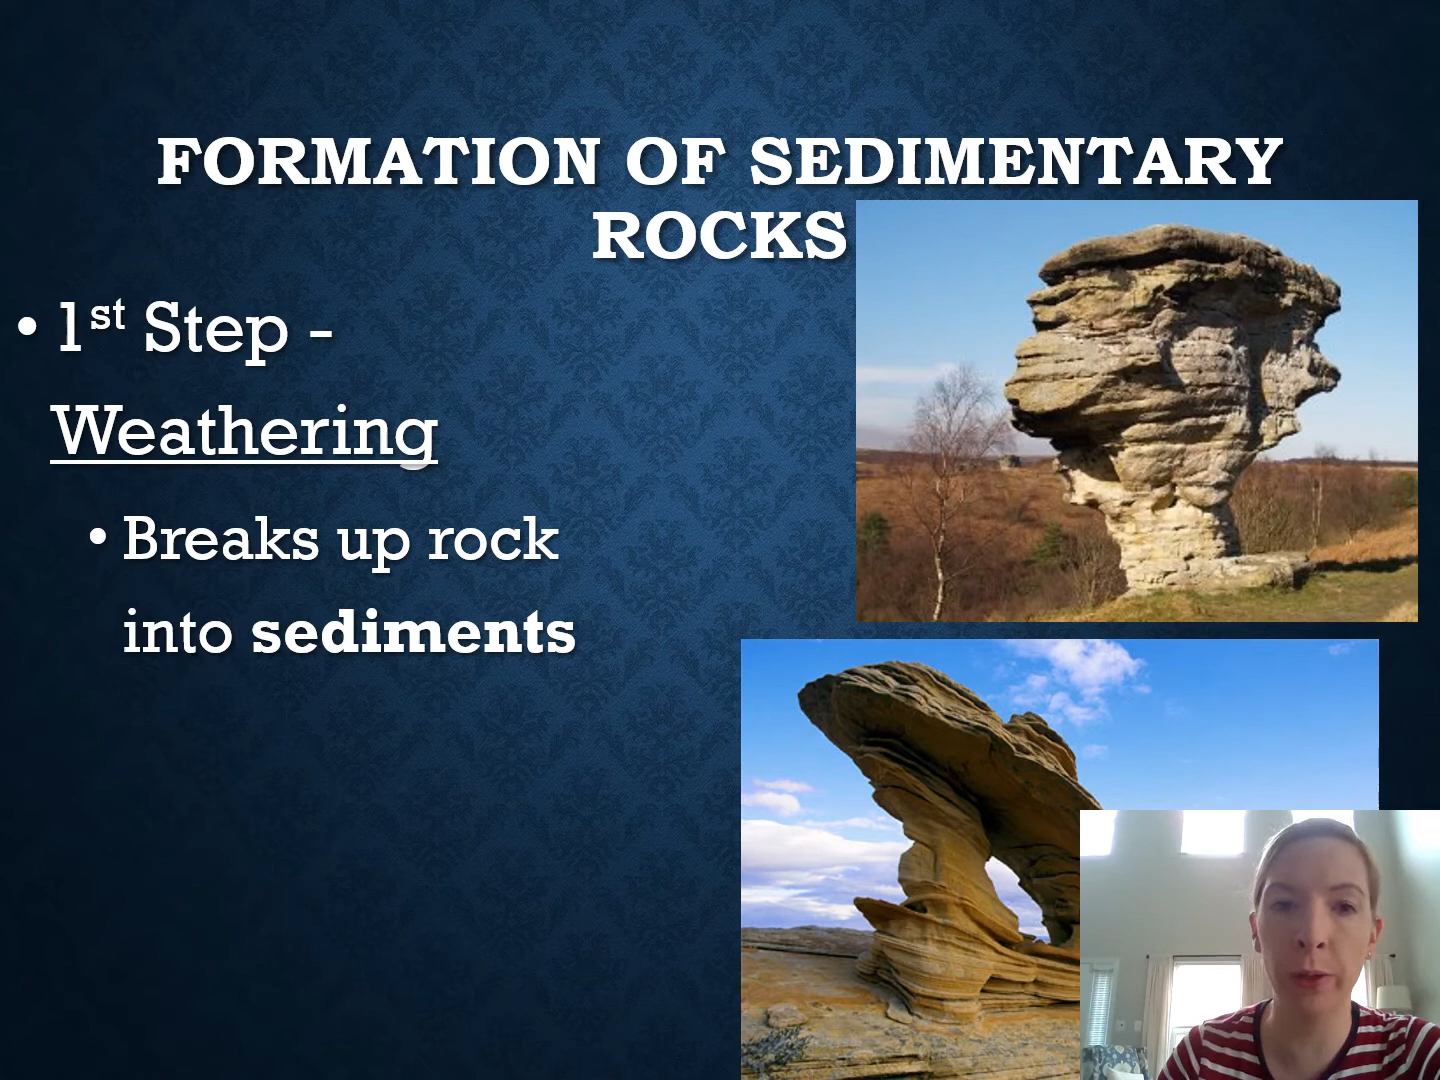 FORMATION OF SEDIMENTARY
ROCKS
• 1st Step -
Weathering
• Breaks up rock
into sediments